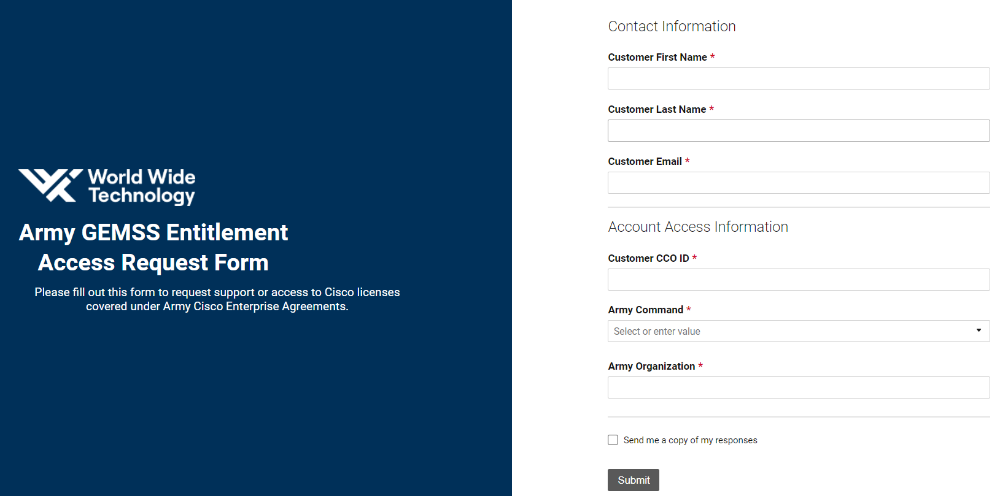 World Wide
Technology
Army GEMSS Entitlement
Access Request Form
Please fill out this form to request support or access to Cisco licenses
covered under Army Cisco Enterprise Agreements.
Contact Information
Customer First Name *
Customer Last Name *
Customer Email *
Account Access Information
Customer CCO ID *
Army Command *
Select or enter value
Army Organization *
Send me a copy of my responses
Submit